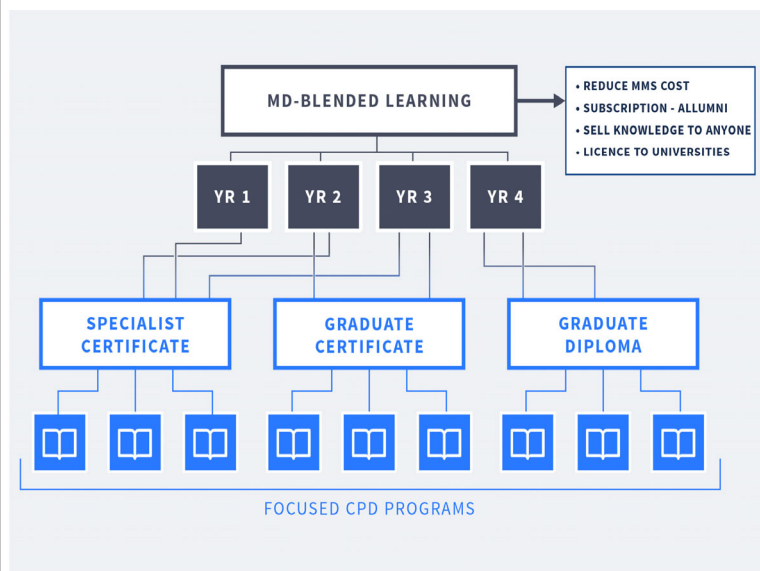 MD-BLENDED LEARNING
• REDUCE MMS COST
• SUBSCRIPTION - ALLUMNI
• SELL KNOWLEDGE TO ANYONE
• LICENCE TO UNIVERSITIES
YR 1
YR 2
YR 3
YR 4
SPECIALIST
CERTIFICATE
GRADUATE
CERTIFICATE
GRADUATE
DIPLOMA
FOCUSED CPD PROGRAMS